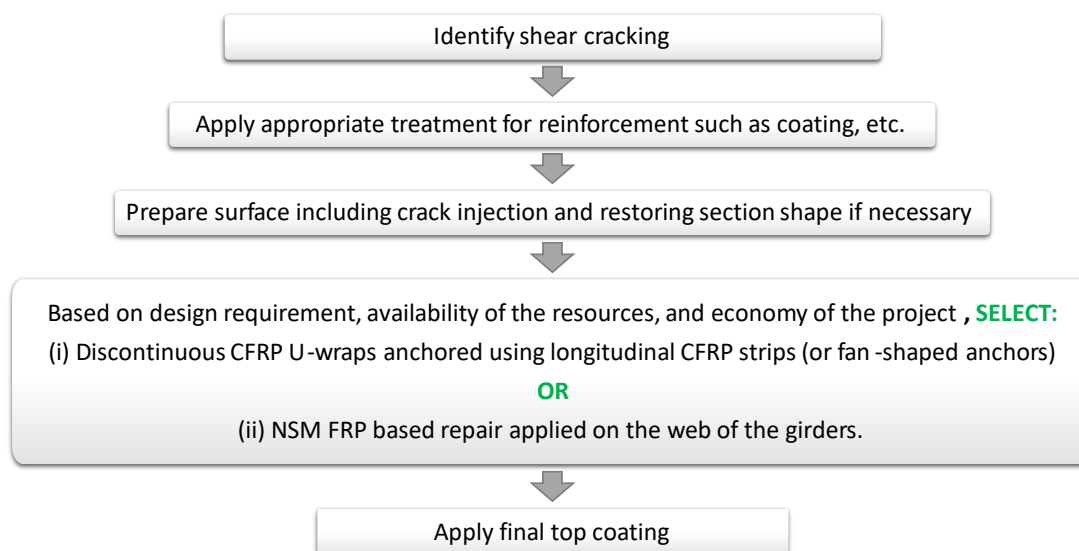 Identify shear cracking
Apply appropriate treatment for reinforcement such as coating, etc.
Prepare surface including crack injection and restoring section shape if necessary
Based on design requirement, availability of the resources, and economy of the project , SELECT:
(i) Discontinuous CFRP U-wraps anchored using longitudinal CFRP strips (or fan -shaped anchors)
OR
(ii) NSM FRP based repair applied on the web of the girders.
Apply final top coating